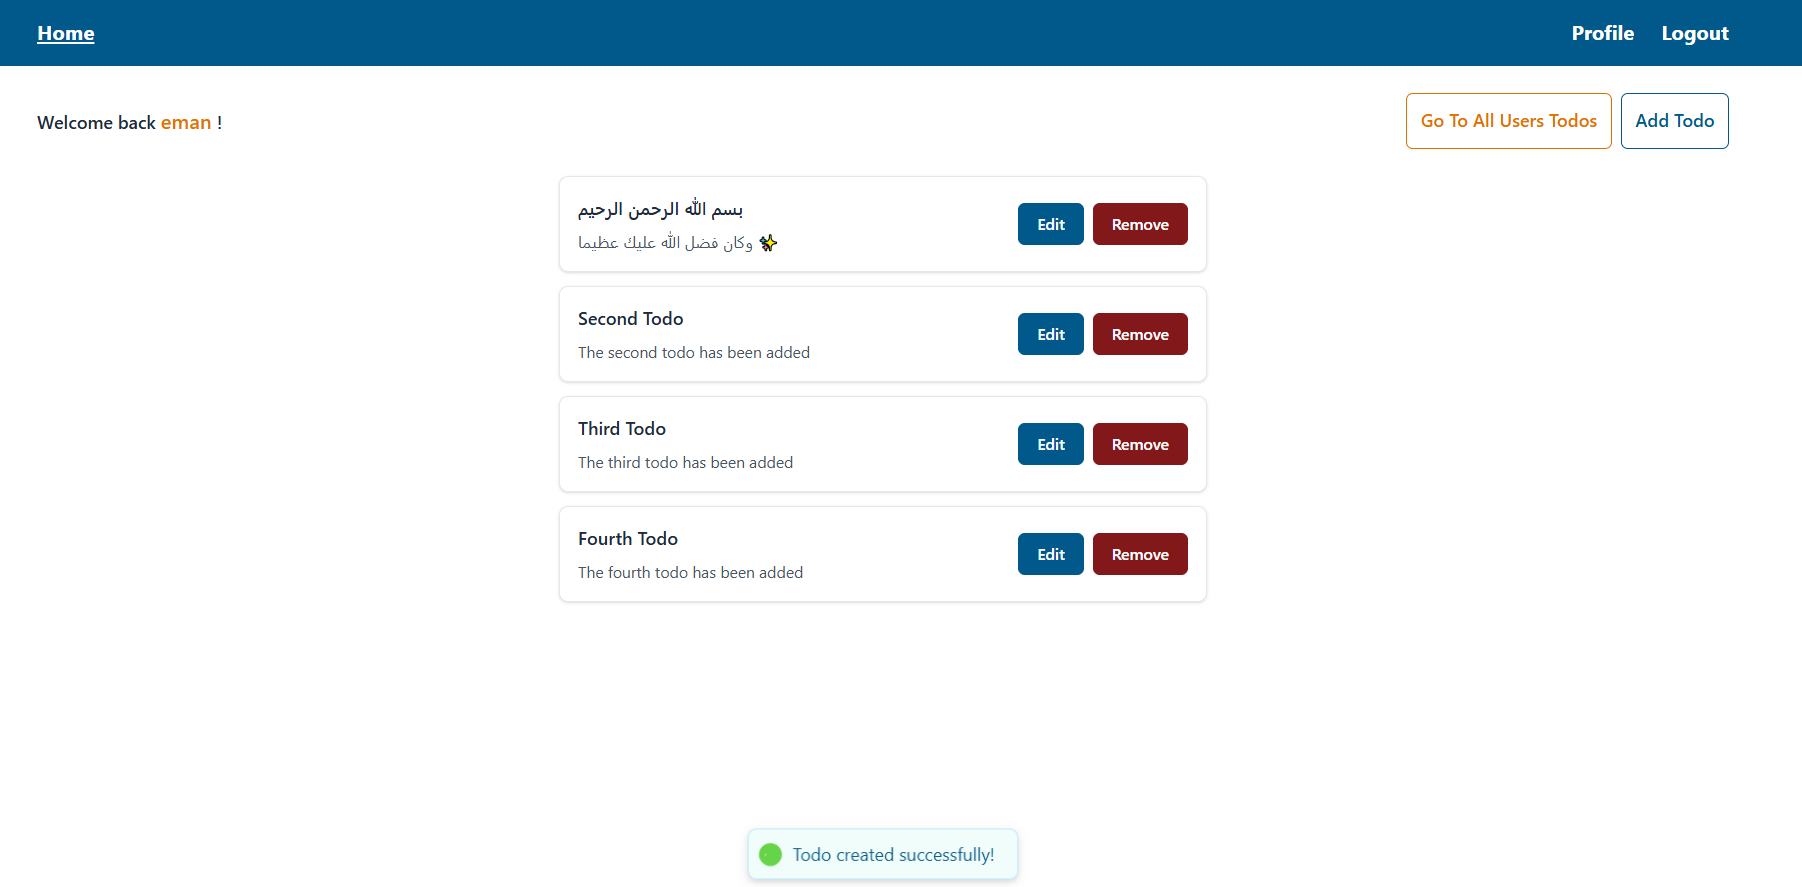 Home
Profile
Logout
Welcome back eman !
Go To All Users Todos
Add Todo
بسم الله الرحمن الرحيم
وكان فضل الله عليك عظيما ✨
Edit
Remove
Second Todo
The second todo has been added
Edit
Remove
Third Todo
The third todo has been added
Edit
Remove
Fourth Todo
The fourth todo has been added
Edit
Remove
Todo created successfully!